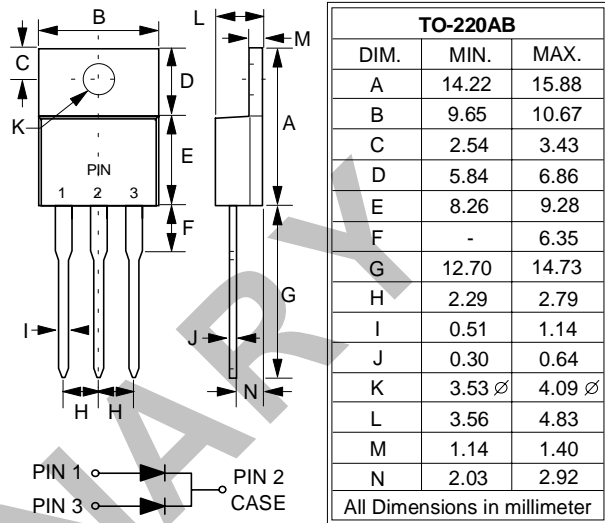 B
L
M
C
D
A
K
E
PIN
1 2 3
F
G
I
J
N
H H
PIN 1
PIN 2
PIN 3
CASE
TO-220AB
DIM. MIN. MAX.
A 14.22 15.88
B 9.65 10.67
C 2.54 3.43
D 5.84 6.86
E 8.26 9.28
F - 6.35
G 12.70 14.73
H 2.29 2.79
I 0.51 1.14
J 0.30 0.64
K 3.53 ∅ 4.09 ∅
L 3.56 4.83
M 1.14 1.40
N 2.03 2.92
All Dimensions in millimeter
NARY